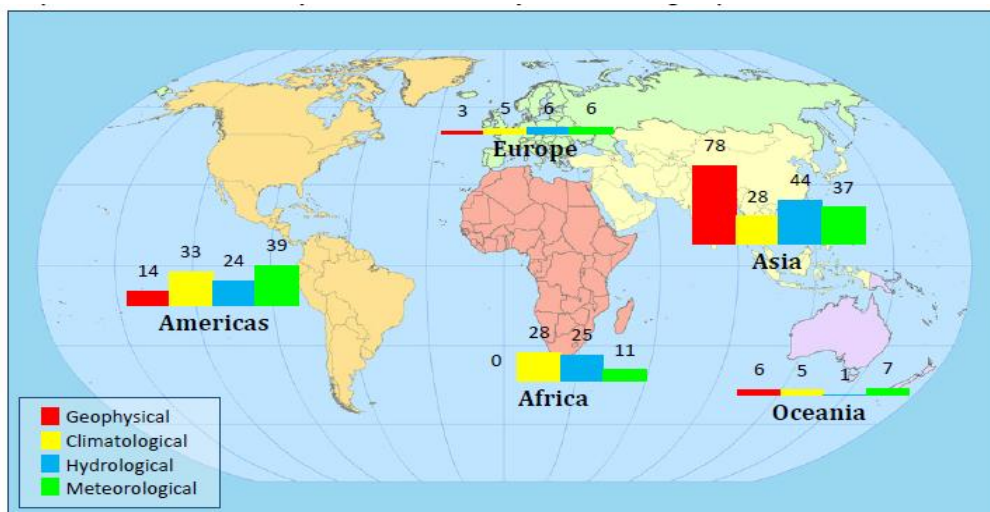 3 5 6 6
Europe
78 28 44 37
Asia
14 33 24 39
Americas
0 28 25 11
Africa
6 5 1 7
Oceania
Geophysical
Climatological
Hydrological
Meteorological